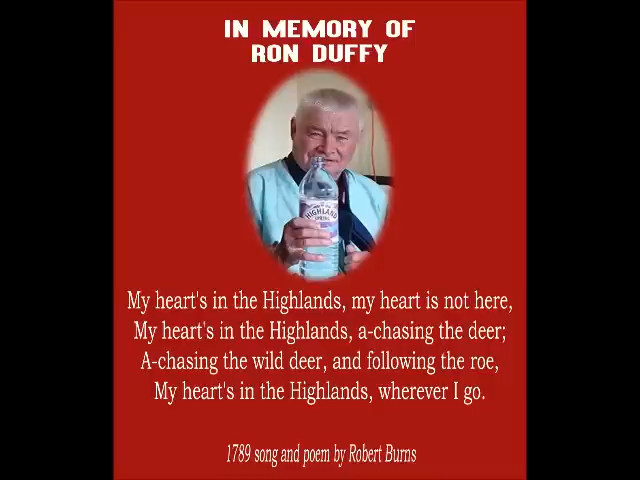 IN MEMORY OF
RON DUFFY
HIGHLAND
SPRING
My heart's in the Highlands, my heart is not here,
My heart's in the Highlands, a-chasing the deer;
A-chasing the wild deer, and following the roe,
My heart's in the Highlands, wherever I go.
1789 song and poem by Robert Burns